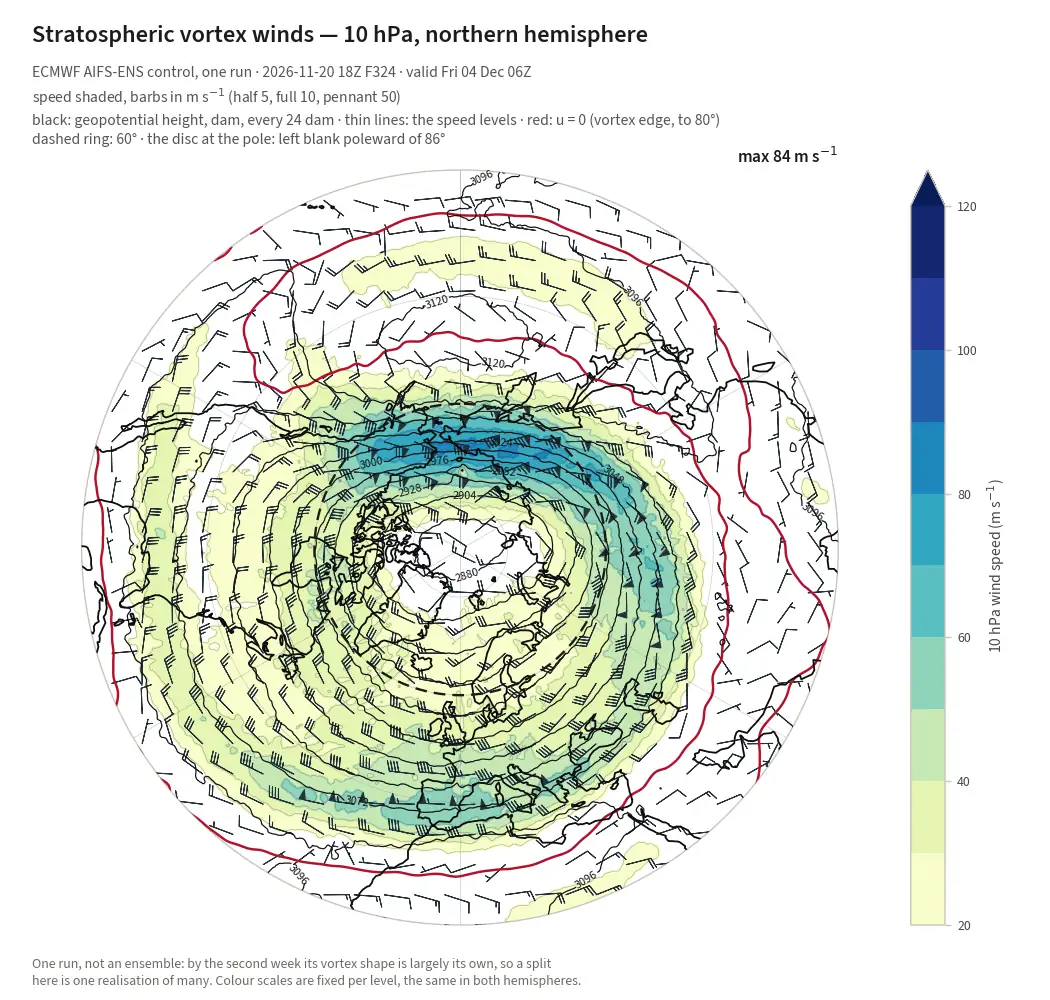 Stratospheric vortex winds — 10 hPa, northern hemisphere
ECMWF AIFS-ENS control, one run · 2026-11-20 18Z F324 · valid Fri 04 Dec 06Z
speed shaded, barbs in m s⁻¹ (half 5, full 10, pennant 50)
black: geopotential height, dam, every 24 dam · thin lines: the speed levels · red: u = 0 (vortex edge, to 80°)
dashed ring: 60° · the disc at the pole: left blank poleward of 86°
max 84 m s⁻¹
3096
120
3096
3120
100
3120
3000
2928
2904
80
3096
10 hPa wind speed (m s⁻¹)
2880
60
40
3096
3096
20
One run, not an ensemble: by the second week its vortex shape is largely its own, so a split
here is one realisation of many. Colour scales are fixed per level, the same in both hemispheres.